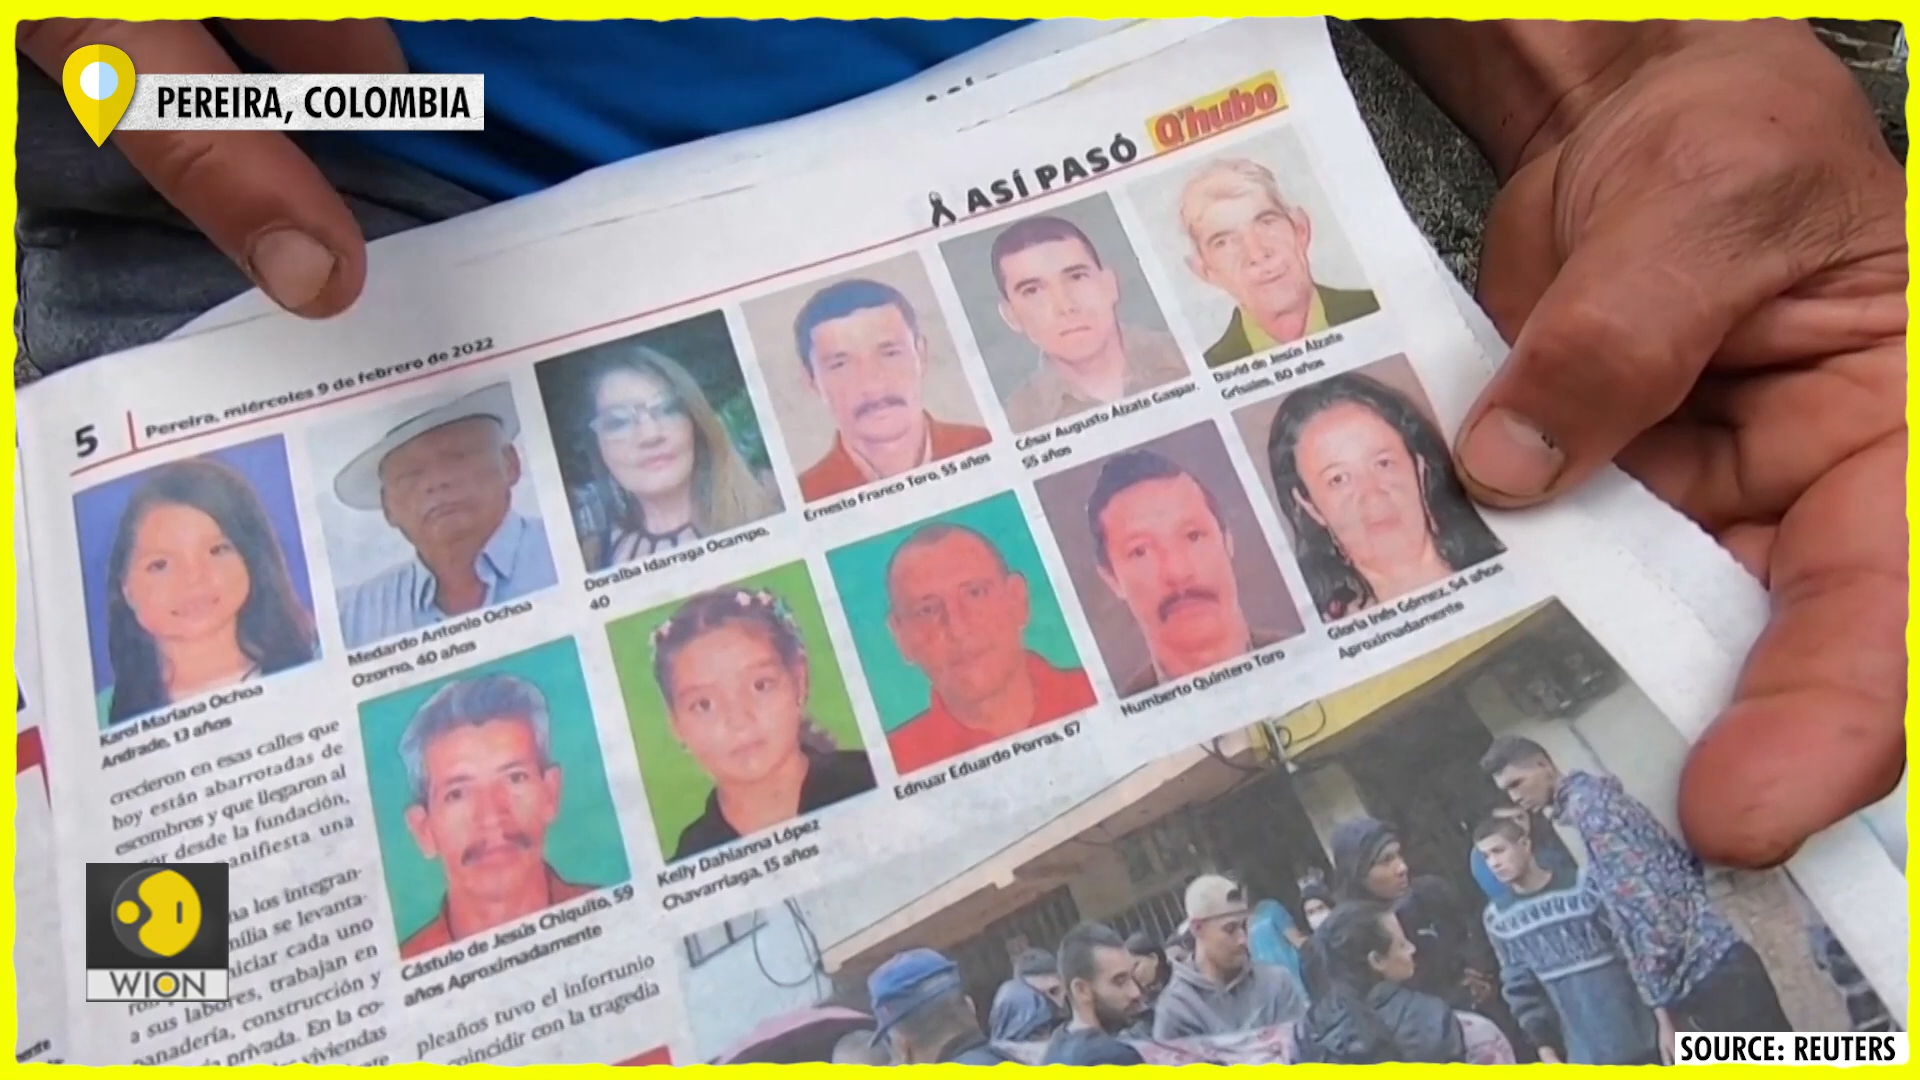 PEREIRA, COLOMBIA
ASÍ PASÓ Q'hubo
5 Pereira, miércoles 9 de febrero de 2022
Karol Mariana Ochoa
Andrade, 13 años
Medardo Antonio Ochoa
Ozorno, 40 años
Doralba Idarraga Ocampo,
40
Ernesto Franco Toro, 55 años
César Augusto Álzate Gaspar,
55 años
David de Jesús Álzate
Grisales, 80 años
Cástulo de Jesús Chiquito, 59
años Aproximadamente
Kelly Dahianna López
Chavarriaga, 15 años
Ednuar Eduardo Porras, 67
Numberto Quintero Toro
Gloria Inés Gómez, 54 años
Aproximadamente
crecieron en esas calles que
hoy están abarrotadas de
escombros y que llegaron al
desde la fundación,
una
los integran-
se levanta-
cada uno
a sus labores, trabajan en
panadería, construcción y
privada. En la co-
viviendas
pleaños tuvo el infortunio
coincidir con la tragedia
WION
SOURCE: REUTERS